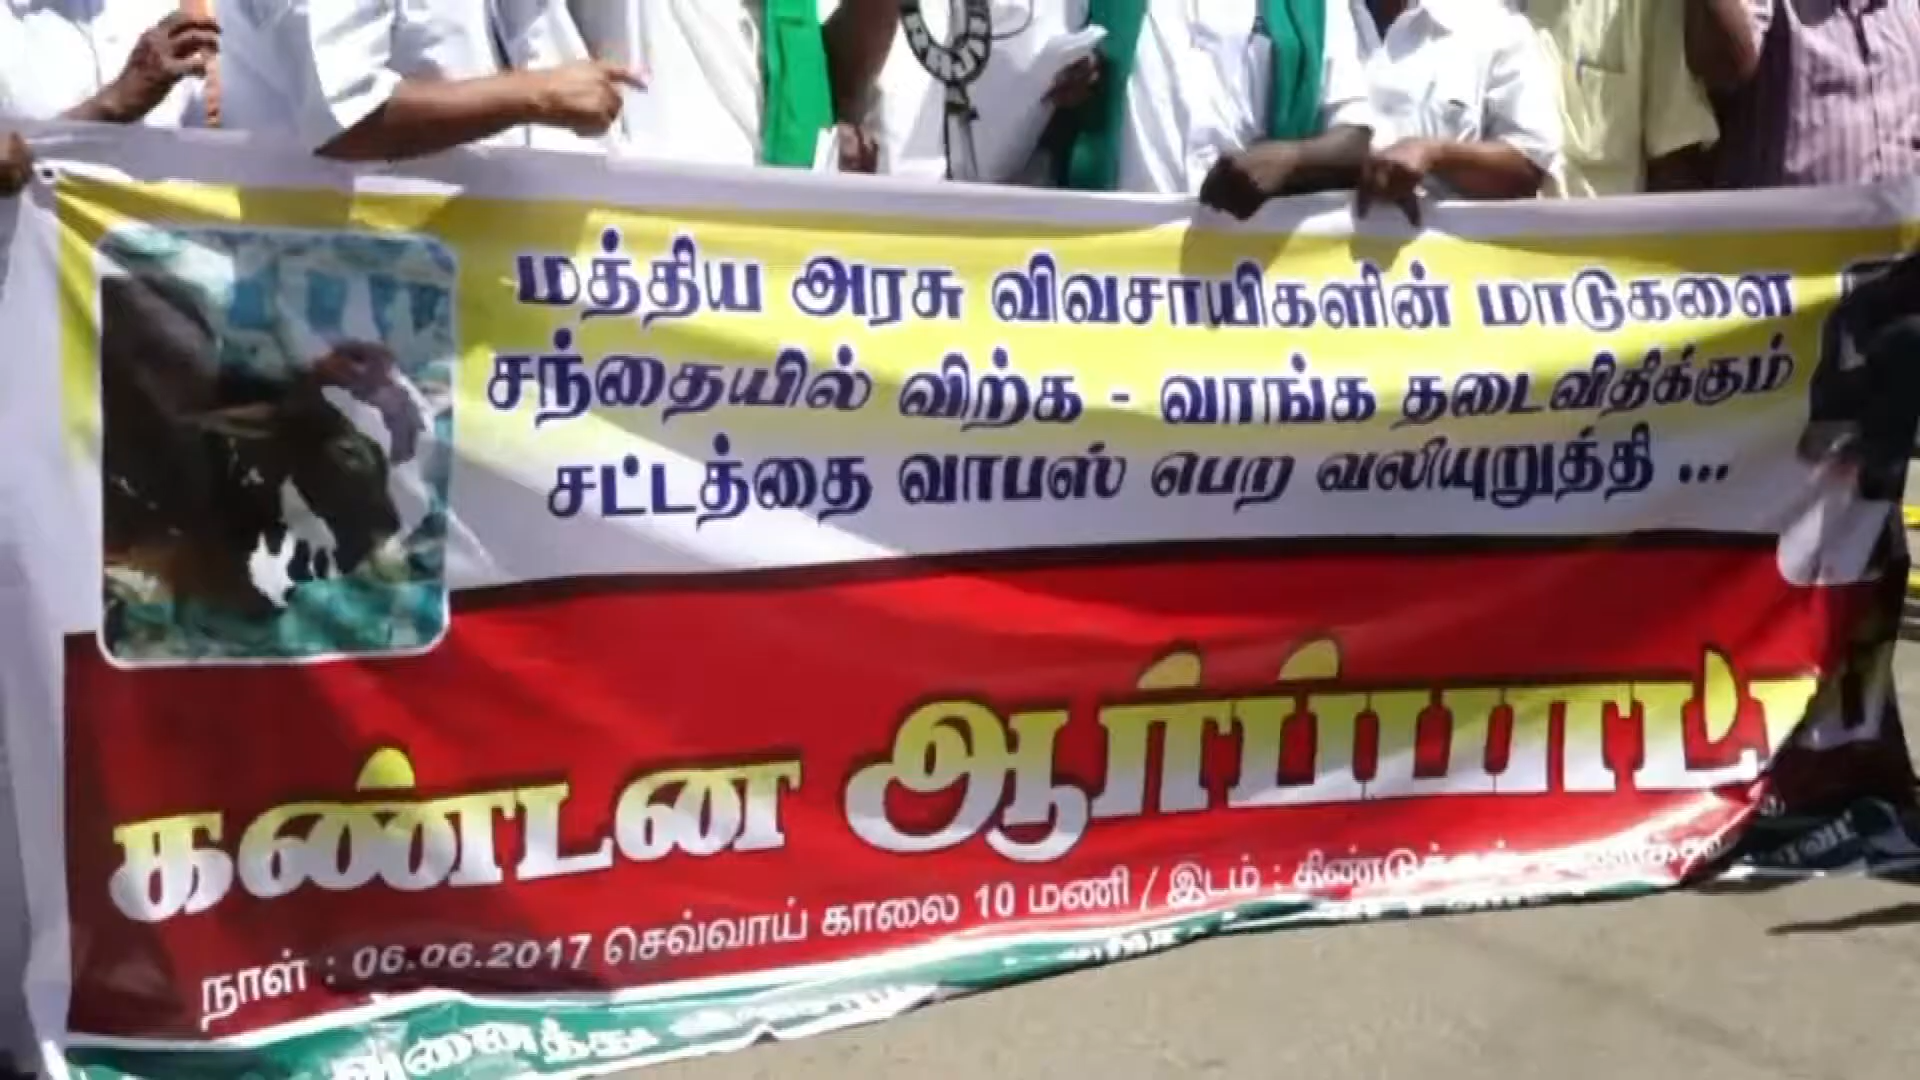 மத்திய அரசு விவசாயிகளின் மாடுகளை
சந்தையில் விற்க - வாங்க தடைவிதிக்கும்
சட்டத்தை வாபஸ் பெற வலியுறுத்தி ...
கண்டன ஆர்ப்பாட்
நாள் : 06.06.2017 செவ்வாய் காலை 10 மணி / இடம் :